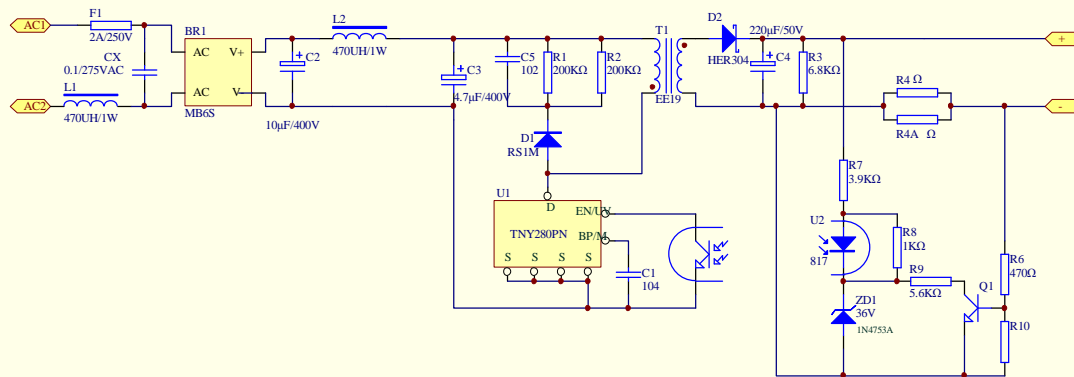 AC1
F1
2A/250V
CX
0.1/275VAC
AC2
L1
470UH/1W
BR1
AC
V+
AC
V-
MB6S
C2
10μF/400V
L2
470UH/1W
C3
4.7μF/400V
C5
102
R1
200KΩ
R2
200KΩ
T1
EE19
D1
RS1M
U1
D
EN/UV
BP/M
TNY280PN
S
S
S
S
C1
104
D2
HER304
220μF/50V
C4
R3
6.8KΩ
R4 Ω
R4A Ω
+
-
R7
3.9KΩ
U2
817
R8
1KΩ
R9
5.6KΩ
ZD1
36V
1N4753A
Q1
R6
470Ω
R10